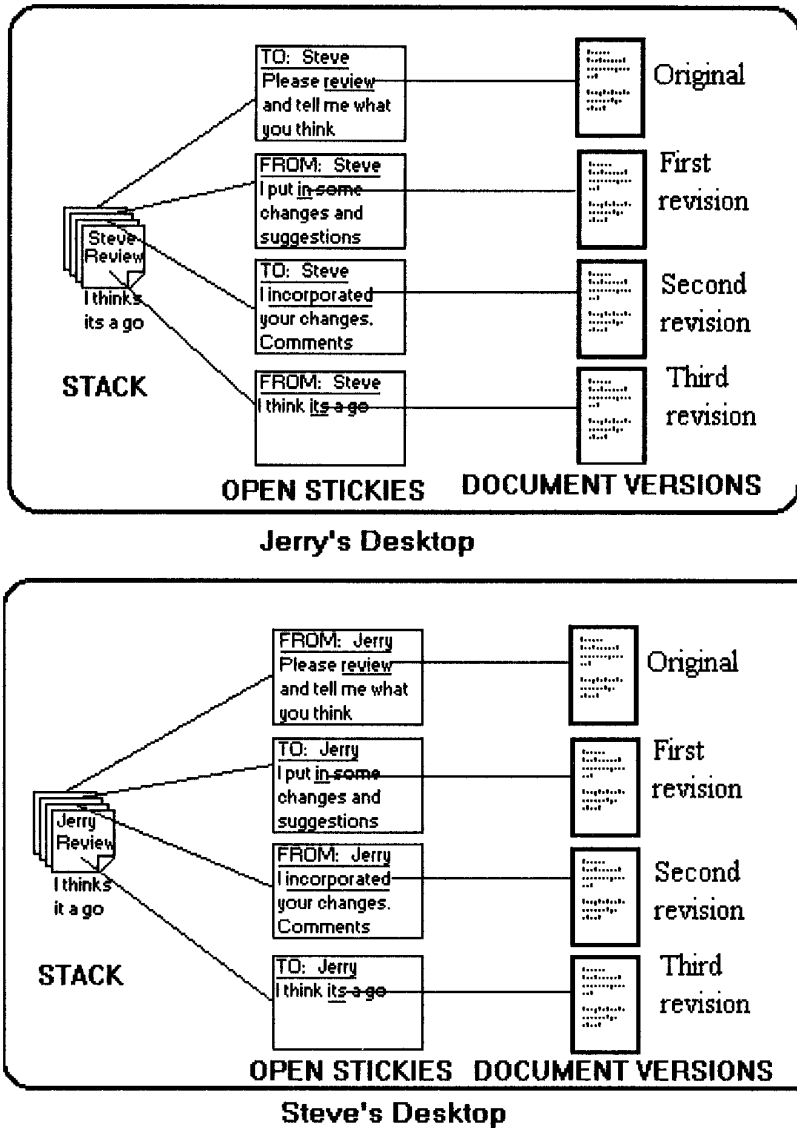 TO: Steve
Please review
and tell me what
you think
Original
FROM: Steve
I put in some
changes and
suggestions
First
revision
Steve
Review
I thinks
its a go
TO: Steve
I incorporated
your changes.
Comments
Second
revision
STACK
FROM: Steve
I think its a go
Third
revision
OPEN STICKIES
DOCUMENT VERSIONS
Jerry's Desktop
FROM: Jerry
Please review
and tell me what
you think
Original
TO: Jerry
I put in some
changes and
suggestions
First
revision
Jerry
Review
I thinks
it a go
FROM: Jerry
I incorporated
your changes.
Comments
Second
revision
STACK
TO: Jerry
I think its a go
Third
revision
OPEN STICKIES
DOCUMENT VERSIONS
Steve's Desktop